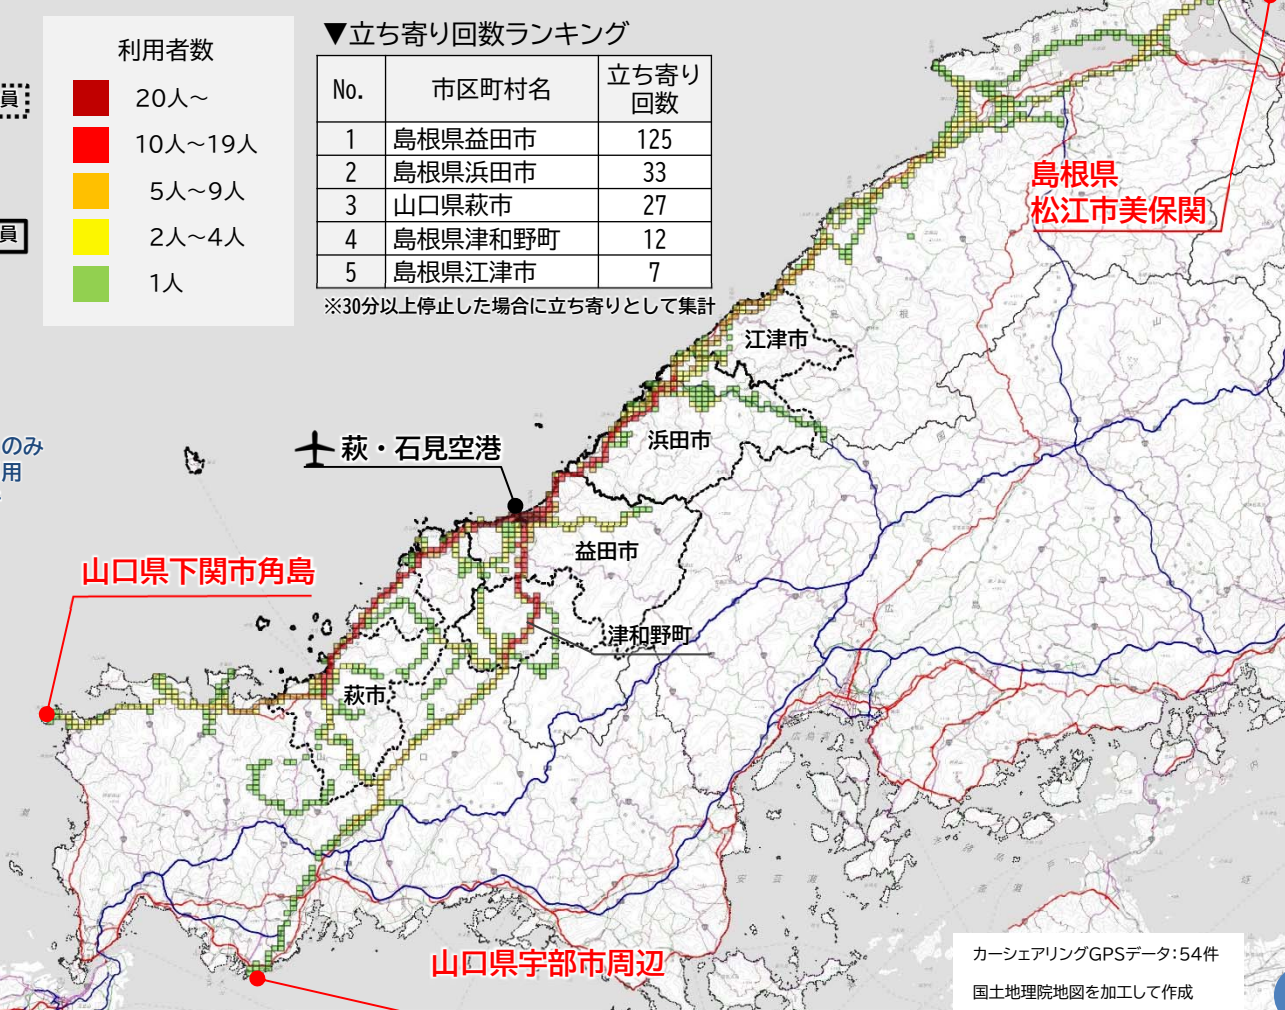 員
員
利用者数
20人～
10人～19人
5人～9人
2人～4人
1人
▼立ち寄り回数ランキング
No. 市区町村名 立ち寄り回数
1 島根県益田市 125
2 島根県浜田市 33
3 山口県萩市 27
4 島根県津和野町 12
5 島根県江津市 7
※30分以上停止した場合に立ち寄りとして集計
島根県
松江市美保関
江津市
浜田市
のみ
用
萩・石見空港
益田市
山口県下関市角島
津和野町
萩市
山口県宇部市周辺
カーシェアリングGPSデータ：54件
国土地理院地図を加工して作成